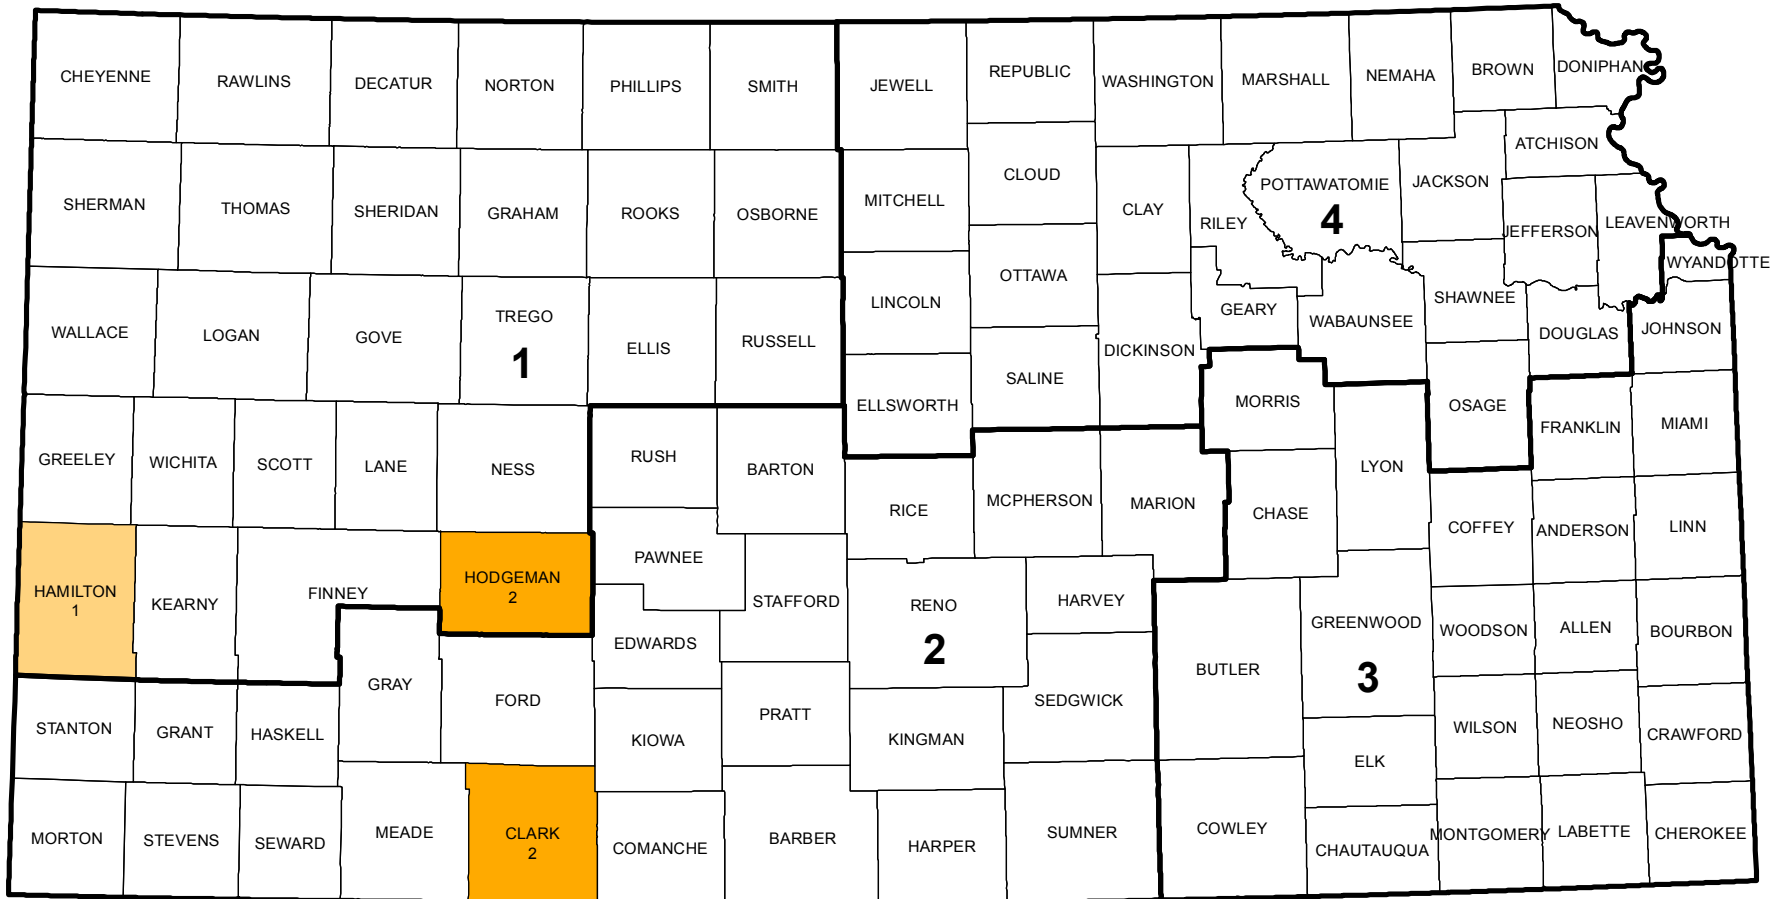 CHEYENNE
RAWLINS
DECATUR
NORTON
PHILLIPS
SMITH
JEWELL
REPUBLIC
WASHINGTON
MARSHALL
NEMAHA
BROWN
DONIPHAN
ATCHISON
SHERMAN
THOMAS
SHERIDAN
GRAHAM
ROOKS
OSBORNE
MITCHELL
CLOUD
CLAY
RILEY
POTTAWATOMIE
4
JACKSON
JEFFERSON
LEAVENWORTH
WYANDOTTE
WALLACE
LOGAN
GOVE
TREGO
1
ELLIS
RUSSELL
LINCOLN
OTTAWA
DICKINSON
GEARY
WABAUNSEE
SHAWNEE
DOUGLAS
JOHNSON
GREELEY
WICHITA
SCOTT
LANE
NESS
RUSH
BARTON
ELLSWORTH
SALINE
MORRIS
OSAGE
FRANKLIN
MIAMI
RICE
MCPHERSON
MARION
CHASE
LYON
COFFEY
ANDERSON
LINN
HAMILTON
1
KEARNY
FINNEY
HODGEMAN
2
PAWNEE
STAFFORD
EDWARDS
RENO
2
HARVEY
BUTLER
GREENWOOD
3
WOODSON
ALLEN
BOURBON
STANTON
GRANT
HASKELL
GRAY
FORD
KIOWA
PRATT
KINGMAN
SEDGWICK
ELK
WILSON
NEOSHO
CRAWFORD
MORTON
STEVENS
SEWARD
MEADE
CLARK
2
COMANCHE
BARBER
HARPER
SUMNER
COWLEY
CHAUTAUQUA
MONTGOMERY
LABETTE
CHEROKEE